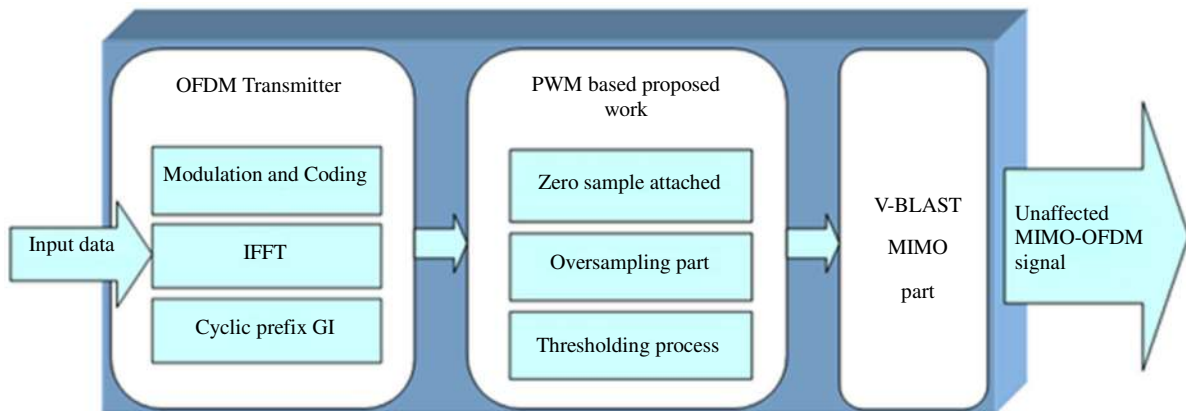 Input data
OFDM Transmitter
Modulation and Coding
IFFT
Cyclic prefix GI
PWM based proposed
work
Zero sample attached
Oversampling part
Thresholding process
V-BLAST
MIMO
part
Unaffected
MIMO-OFDM
signal